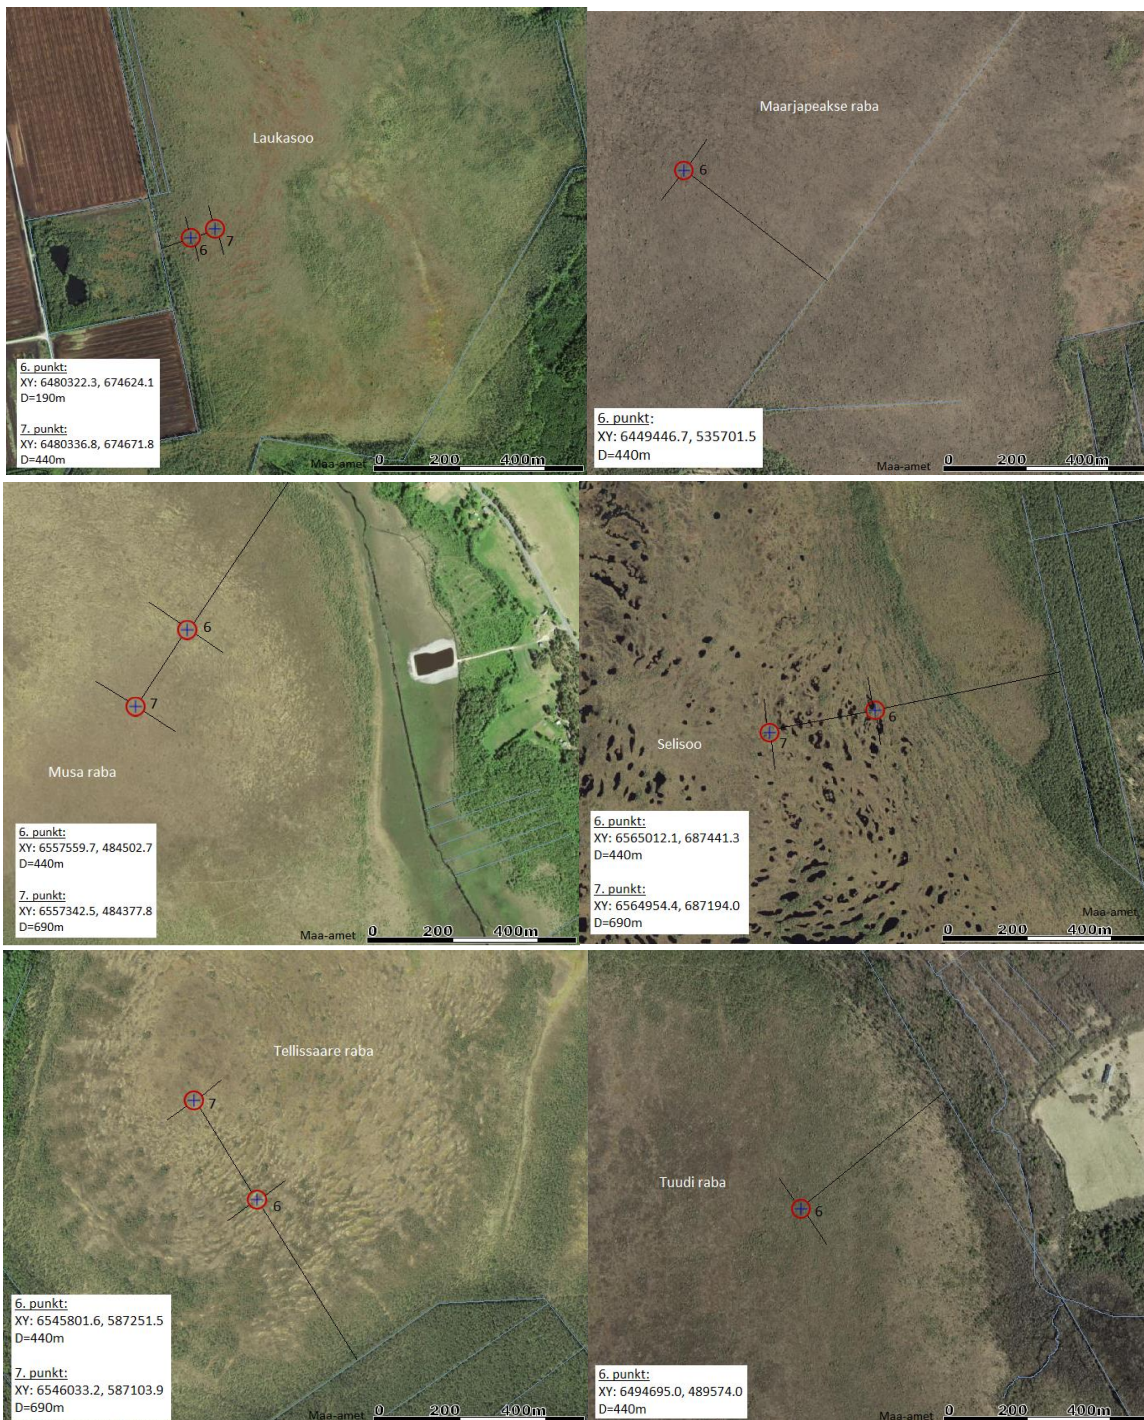 Laukasoo
6
7
6. punkt:
XY: 6480322.3, 674624.1
D=190m
7. punkt:
XY: 6480336.8, 674671.8
D=440m
Maa-amet
0 200 400m
Maarjapeakse raba
6
6. punkt:
XY: 6449446.7, 535701.5
D=440m
Maa-amet
0 200 400m
6
7
Musa raba
6. punkt:
XY: 6557559.7, 484502.7
D=440m
7. punkt:
XY: 6557342.5, 484377.8
D=690m
Maa-amet
0 200 400m
6
7
Selisoo
6. punkt:
XY: 6565012.1, 687441.3
D=440m
7. punkt:
XY: 6564954.4, 687194.0
D=690m
Maa-amet
0 200 400m
Tellissaare raba
7
6
6. punkt:
XY: 6545801.6, 587251.5
D=440m
7. punkt:
XY: 6546033.2, 587103.9
D=690m
Maa-amet
0 200 400m
Tuudi raba
6
6. punkt:
XY: 6494695.0, 489574.0
D=440m
Maa-amet
0 200 400m